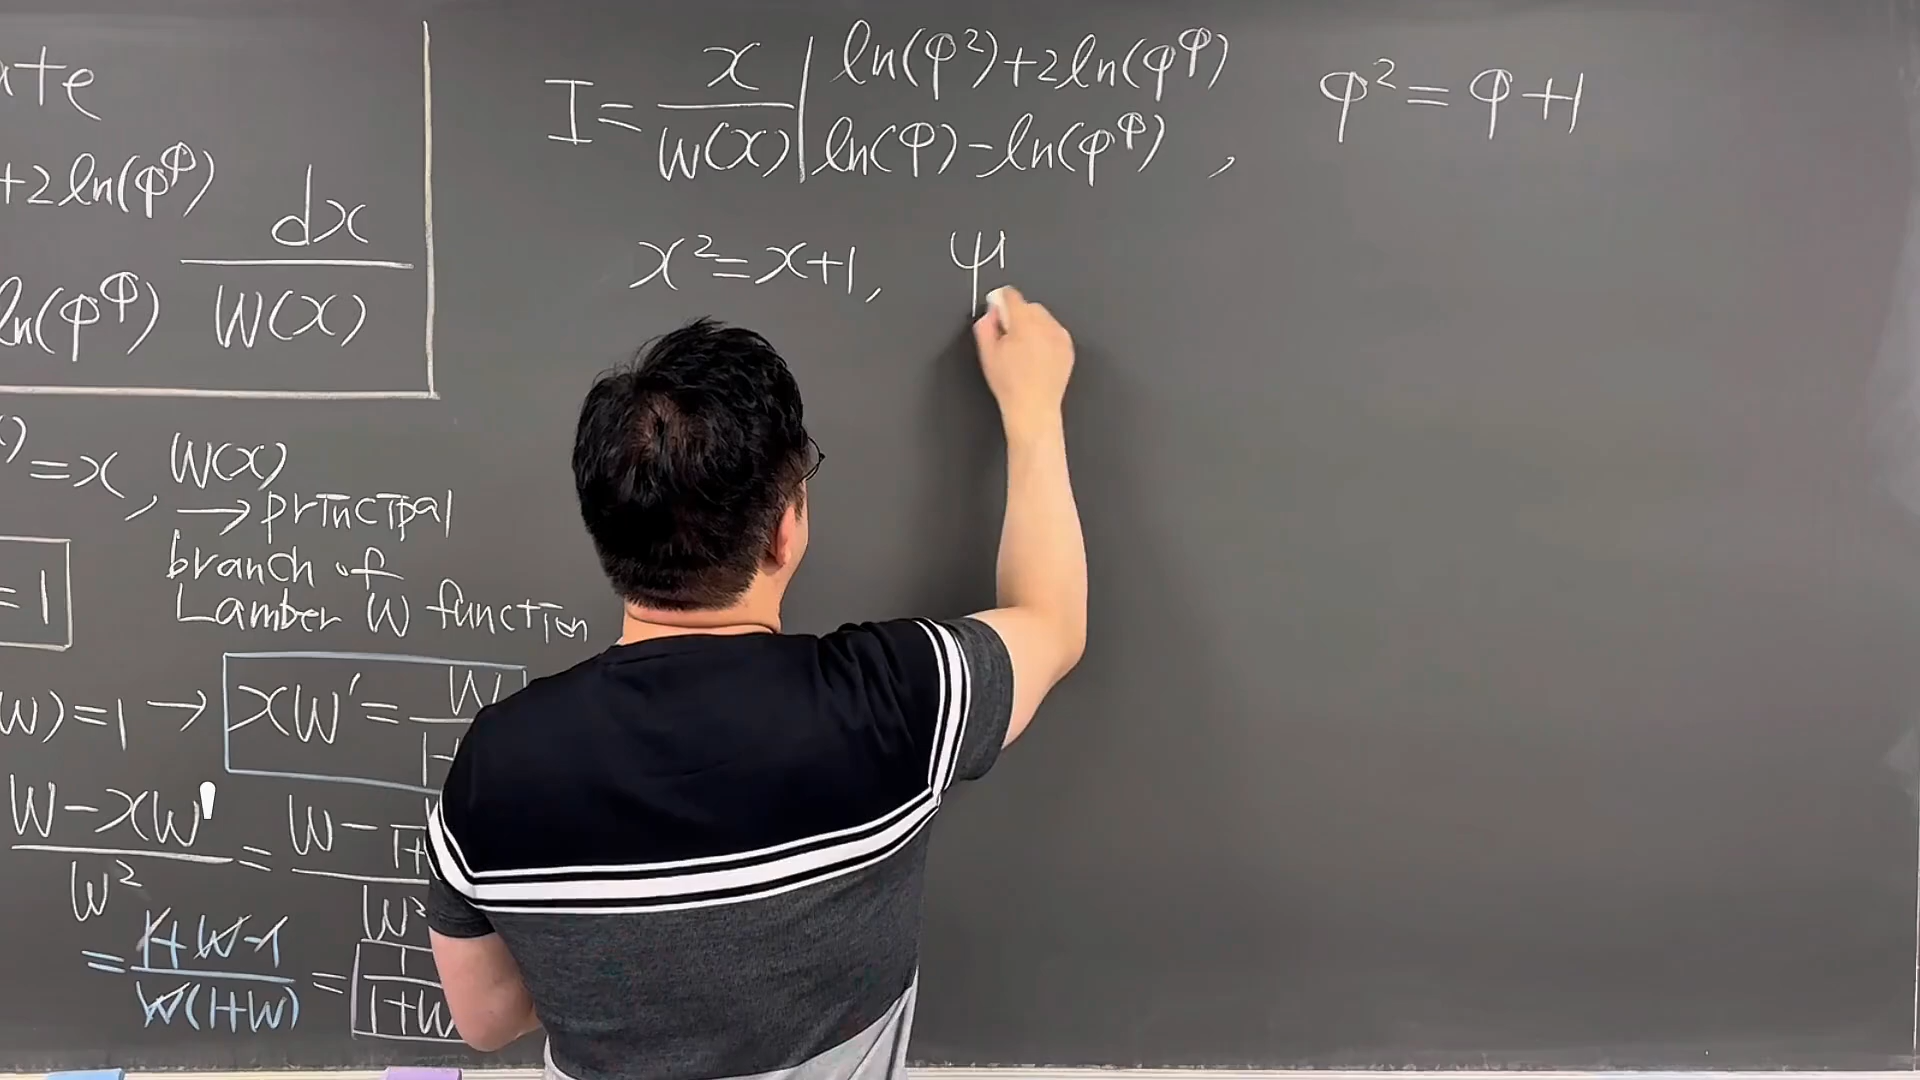 ate
+2ln(φ^φ)
dx
ln(φ^φ) W(x)
=x, W(x)
→principal
branch of
Lamber W function
=1
W)=1 → xW'=W
W-xW'
W²
= W-
W²
= 1+W-1
W(1+W)
= 1
1+W
I= x/W(x) | ln(φ²)+2ln(φ^φ)
ln(φ)-ln(φ^φ) , φ²=φ+1
x²=x+1, ψ